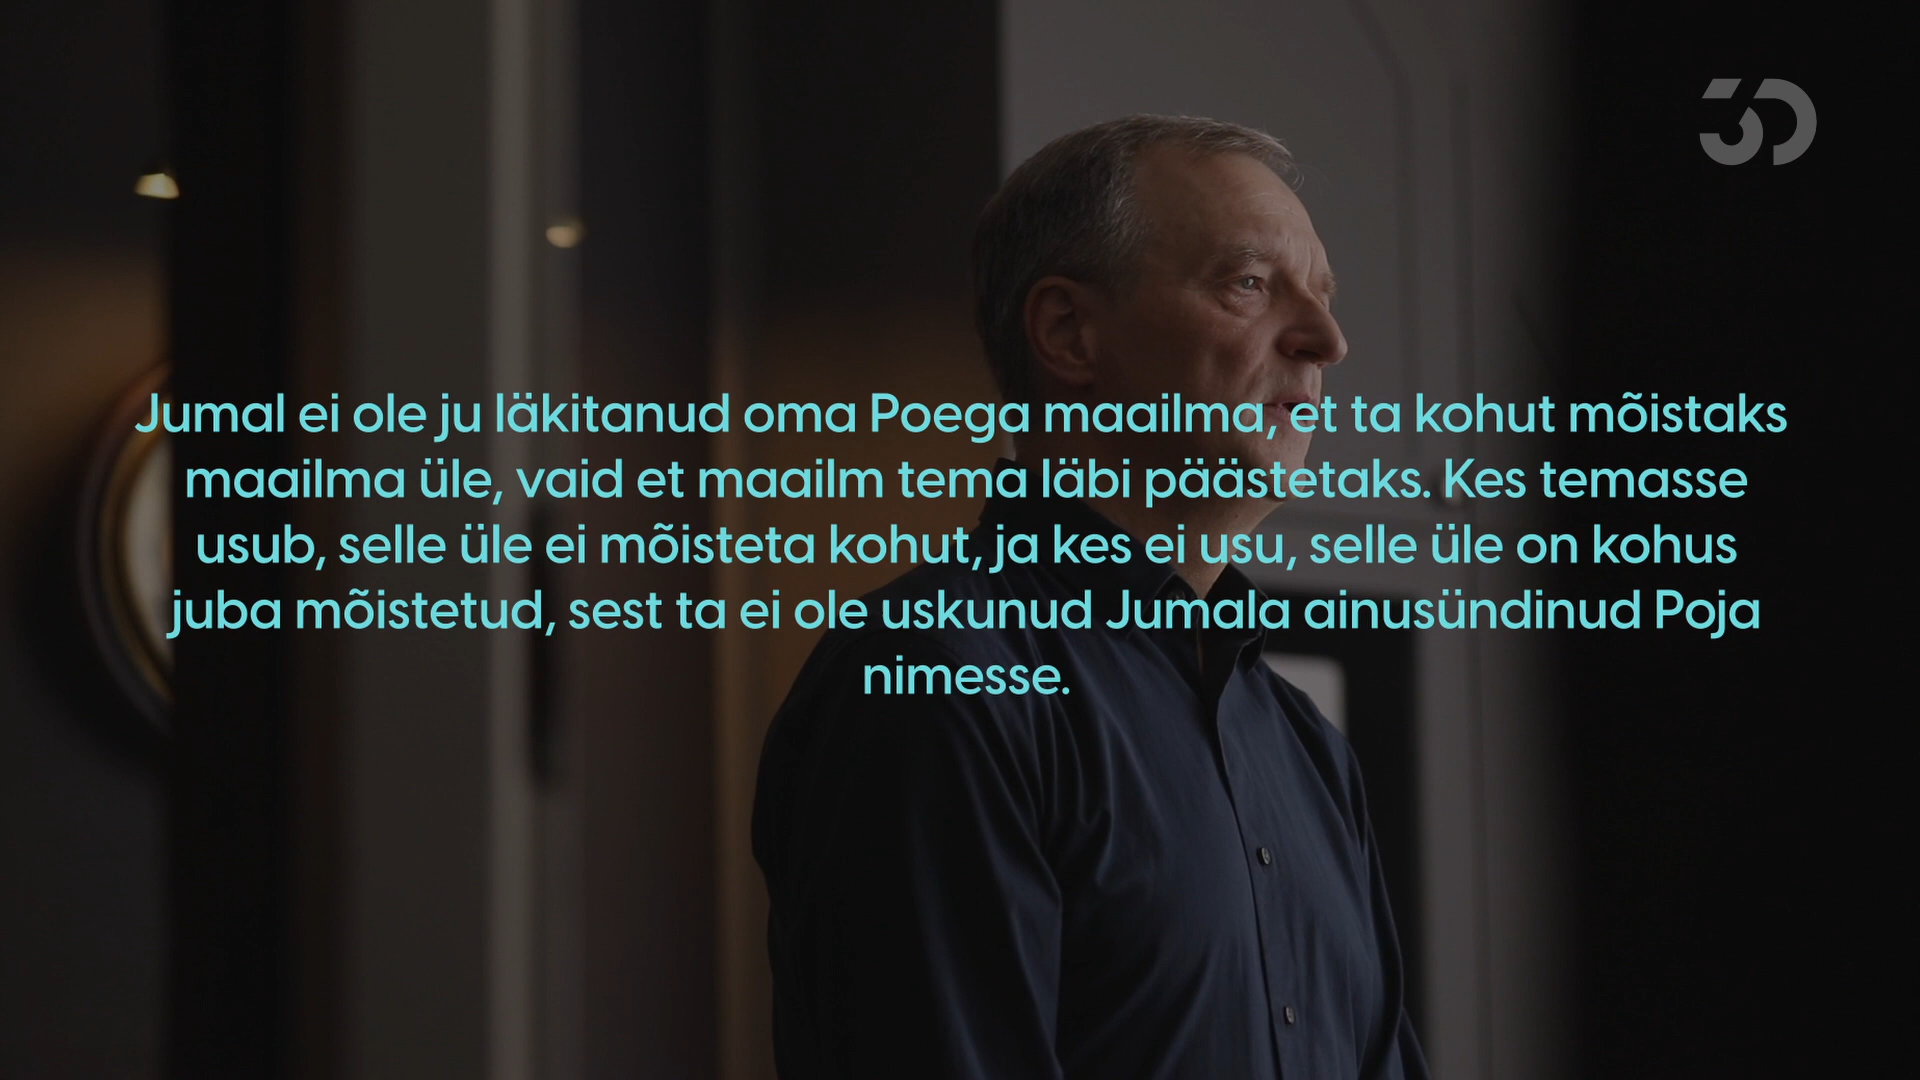 3D
Jumal ei ole ju läkitanud oma Poega maailma, et ta kohut mõistaks
maailma üle, vaid et maailm tema läbi päästetaks. Kes temasse
usub, selle üle ei mõisteta kohut, ja kes ei usu, selle üle on kohus
juba mõistetud, sest ta ei ole uskunud Jumala ainusündinud Poja
nimesse.